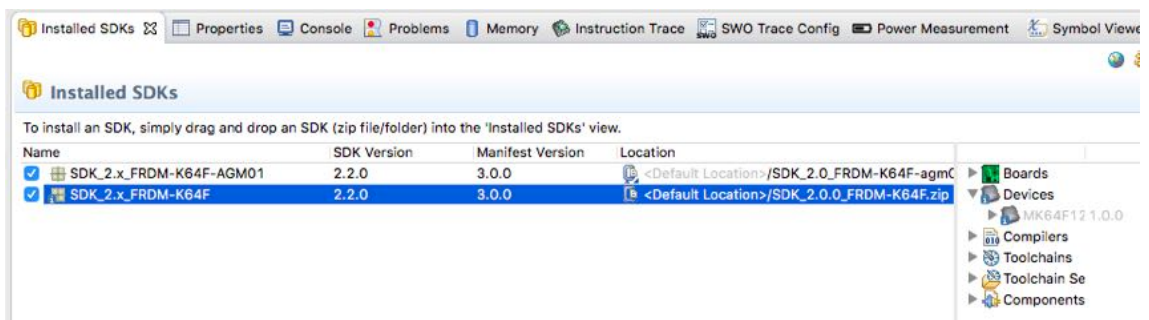 Installed SDKs Properties Console Problems Memory Instruction Trace SWO Trace Config Power Measurement Symbol Viewe
Installed SDKs
To install an SDK, simply drag and drop an SDK (zip file/folder) into the 'Installed SDKs' view.
Name SDK Version Manifest Version Location
SDK_2.x_FRDM-K64F-AGM01 2.2.0 3.0.0 <Default Location>/SDK_2.0_FRDM-K64F-agm0 Boards
SDK_2.x_FRDM-K64F 2.2.0 3.0.0 <Default Location>/SDK_2.0.0_FRDM-K64F.zip Devices
MK64F12 1.0.0
Compilers
Toolchains
Toolchain Se
Components